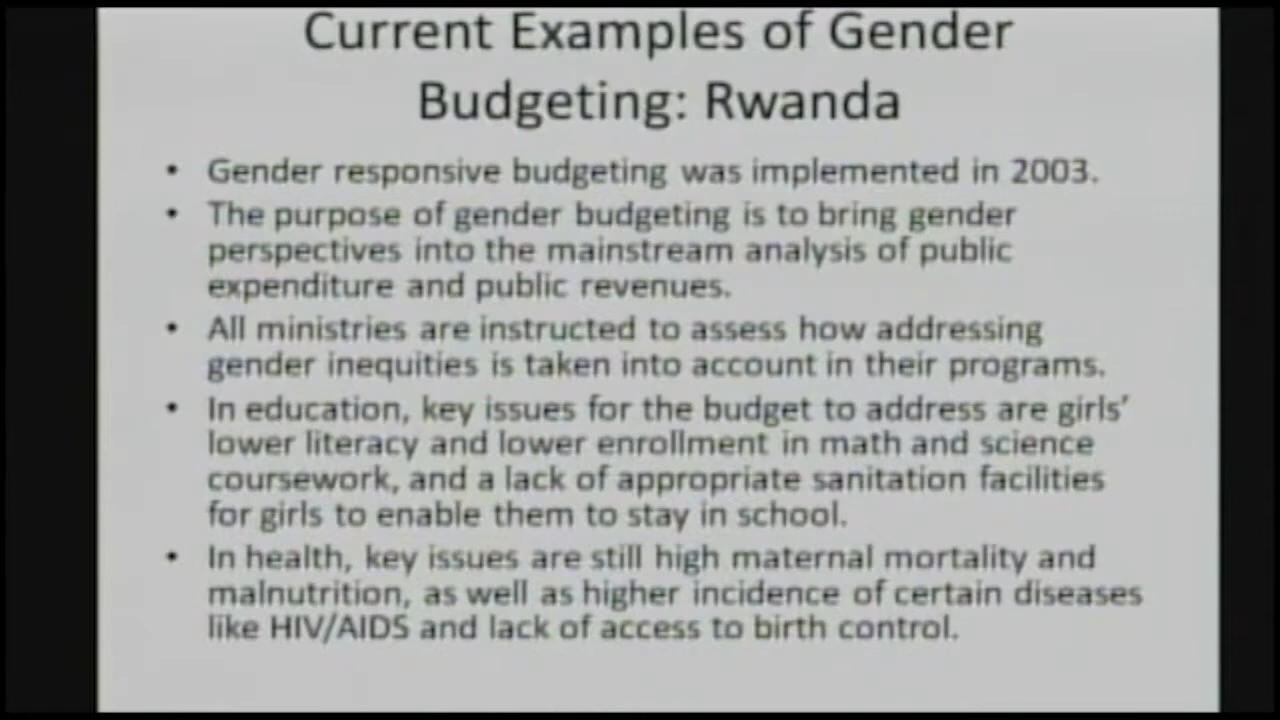 Current Examples of Gender
Budgeting: Rwanda
• Gender responsive budgeting was implemented in 2003.
• The purpose of gender budgeting is to bring gender
perspectives into the mainstream analysis of public
expenditure and public revenues.
• All ministries are instructed to assess how addressing
gender inequities is taken into account in their programs.
• In education, key issues for the budget to address are girls’
lower literacy and lower enrollment in math and science
coursework, and a lack of appropriate sanitation facilities
for girls to enable them to stay in school.
• In health, key issues are still high maternal mortality and
malnutrition, as well as higher incidence of certain diseases
like HIV/AIDS and lack of access to birth control.